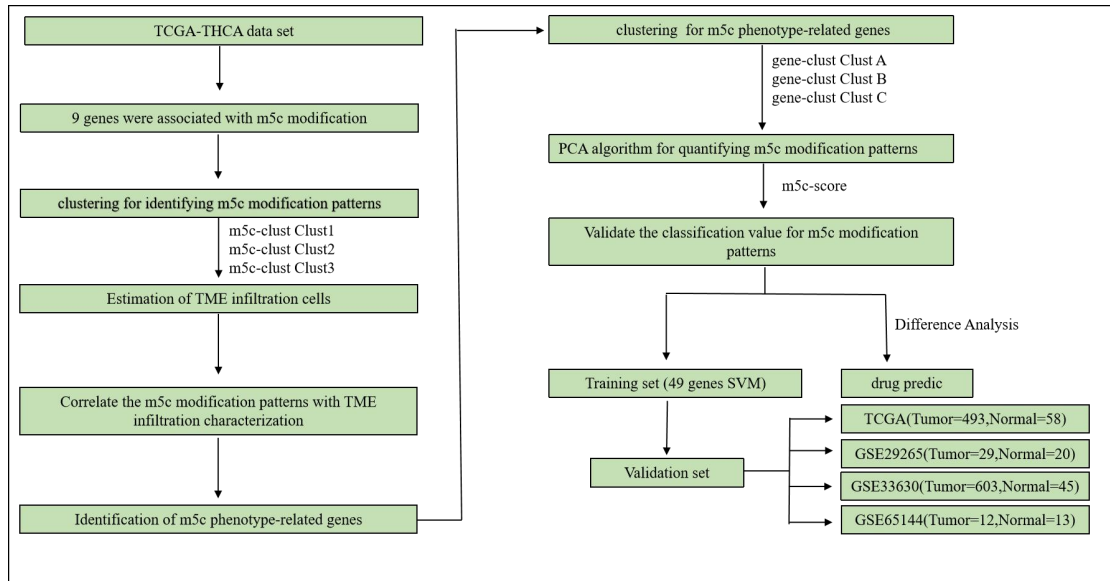 TCGA-THCA data set
9 genes were associated with m5c modification
clustering for identifying m5c modification patterns
m5c-clust Clust1
m5c-clust Clust2
m5c-clust Clust3
Estimation of TME infiltration cells
Correlate the m5c modification patterns with TME
infiltration characterization
Identification of m5c phenotype-related genes
clustering for m5c phenotype-related genes
gene-clust Clust A
gene-clust Clust B
gene-clust Clust C
PCA algorithm for quantifying m5c modification patterns
m5c-score
Validate the classification value for m5c modification
patterns
Difference Analysis
Training set (49 genes SVM)
drug predic
Validation set
TCGA(Tumor=493,Normal=58)
GSE29265(Tumor=29,Normal=20)
GSE33630(Tumor=603,Normal=45)
GSE65144(Tumor=12,Normal=13)